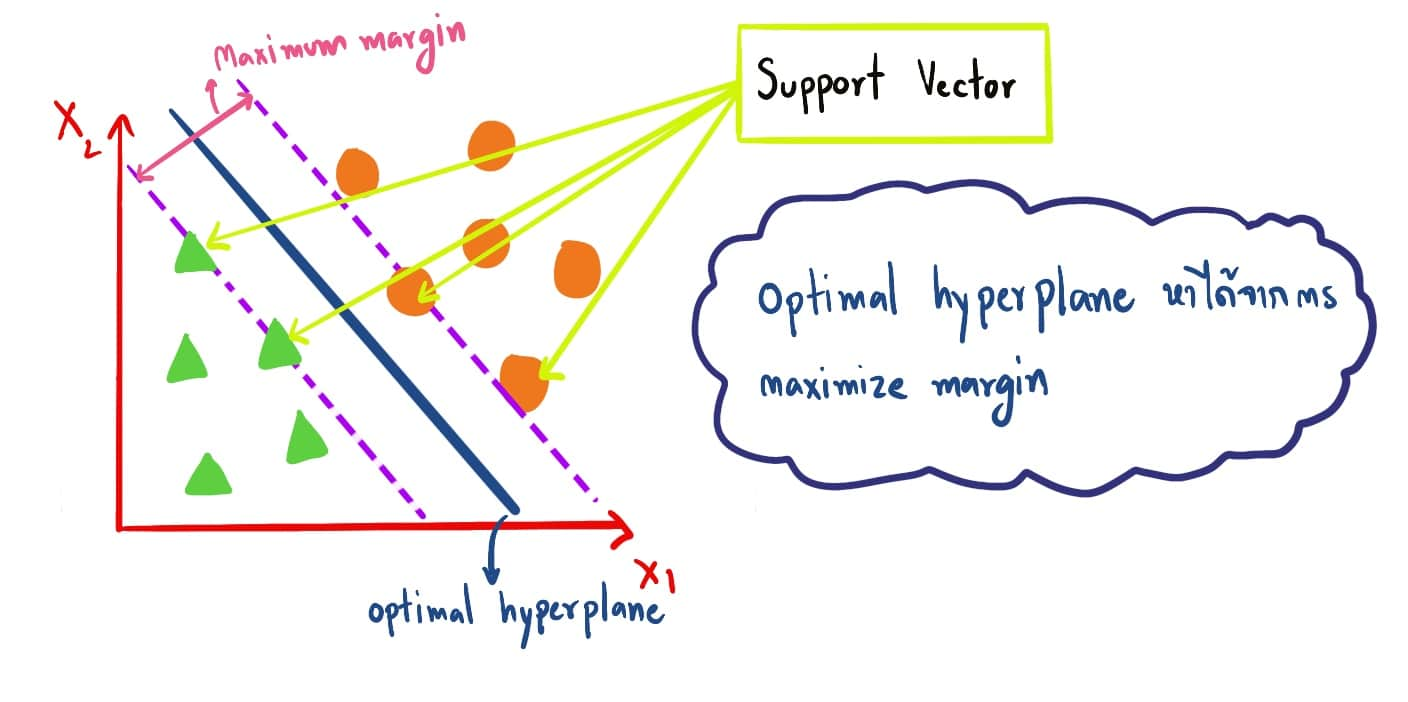 Maximum margin
Support Vector
X2
optimal hyperplane หาได้จากการ
maximize margin
X1
optimal hyperplane